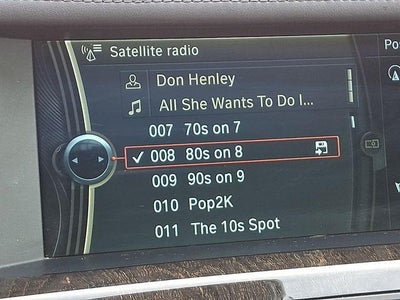 Satellite radio
Don Henley
All She Wants To Do I...
007 70s on 7
008 80s on 8
009 90s on 9
010 Pop2K
011 The 10s Spot
Po